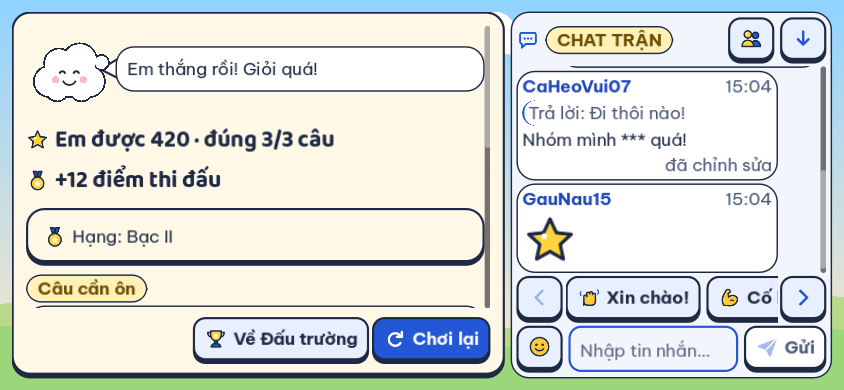 Em thắng rồi! Giỏi quá!
Em được 420 · đúng 3/3 câu
+12 điểm thi đấu
Hạng: Bạc II
Câu cần ôn
Về Đấu trường
Chơi lại
CHAT TRẬN
CaHeoVui07 15:04
Trả lời: Đi thôi nào!
Nhóm mình *** quá!
đã chỉnh sửa
GauNau15 15:04
Xin chào!
Cố
Nhập tin nhắn...
Gửi